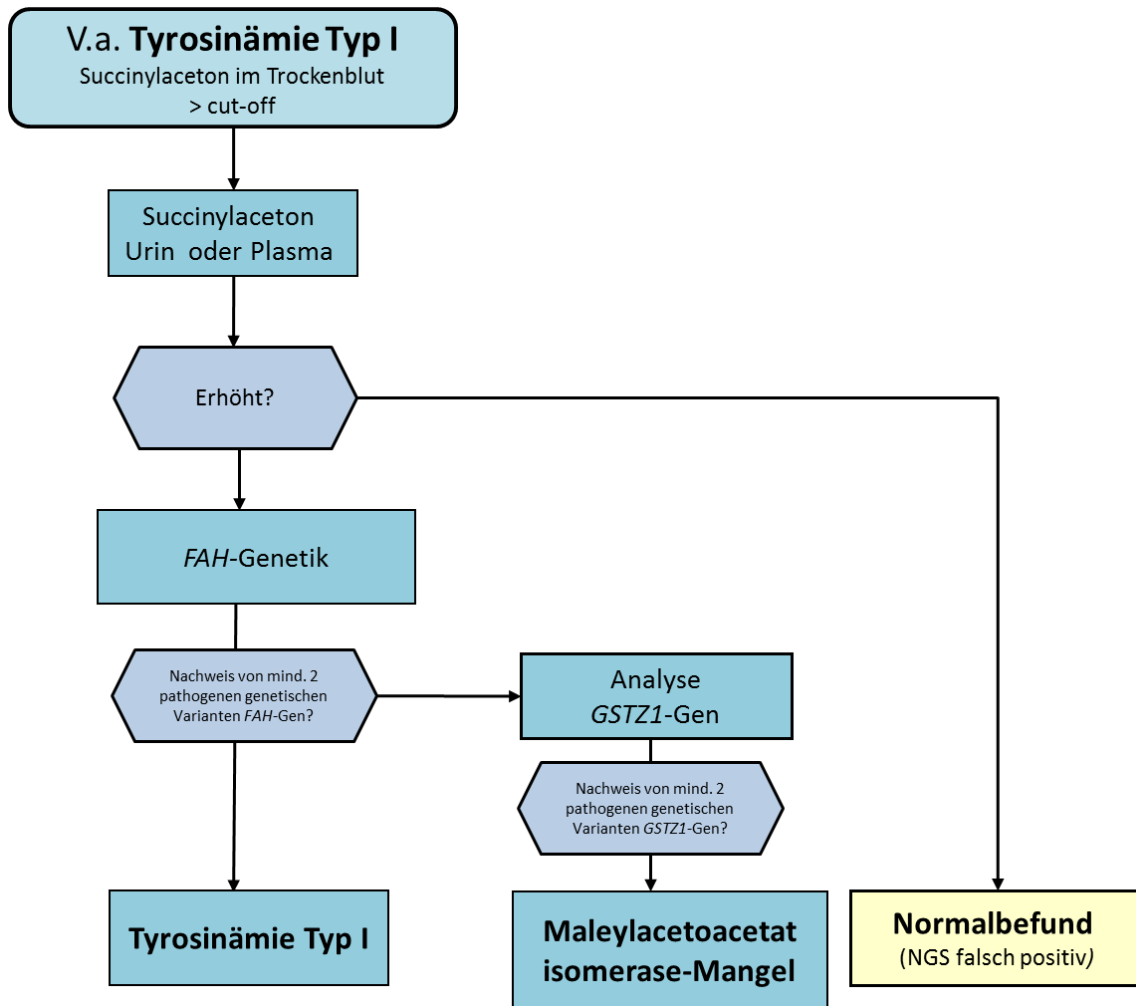 V.a. Tyrosinämie Typ I
Succinylaceton im Trockenblut
> cut-off
Succinylaceton
Urin oder Plasma
Erhöht?
FAH-Genetik
Nachweis von mind. 2
pathogenen genetischen
Varianten FAH-Gen?
Analyse
GSTZ1-Gen
Nachweis von mind. 2
pathogenen genetischen
Varianten GSTZ1-Gen?
Tyrosinämie Typ I
Maleylacetoacetat
isomerase-Mangel
Normalbefund
(NGS falsch positiv)